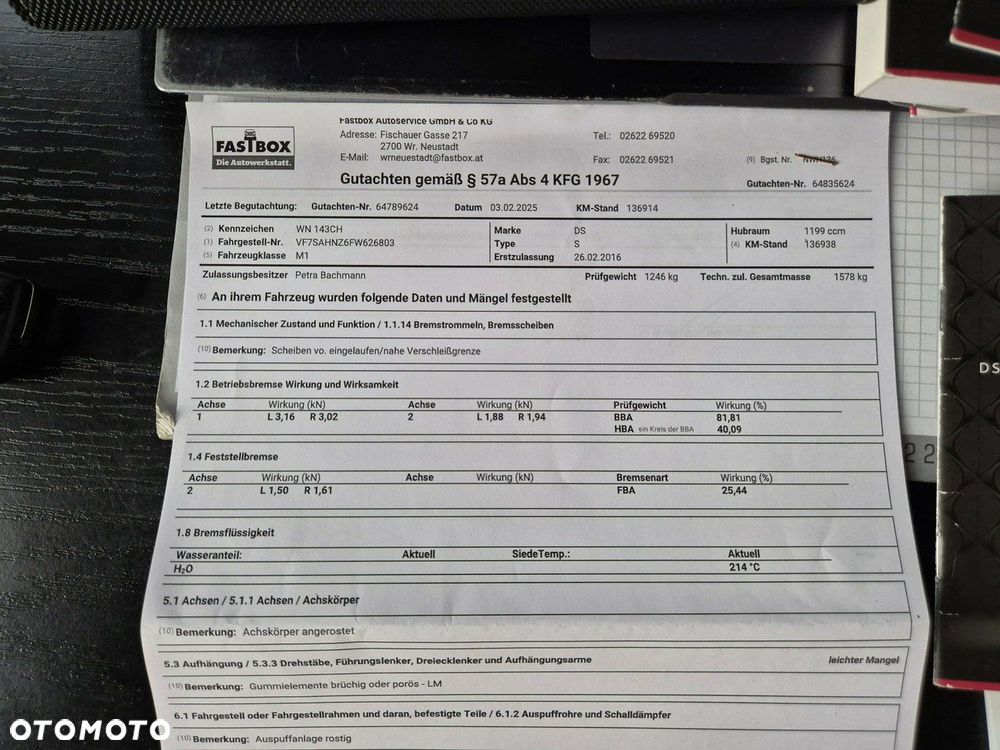 Fastbox Autoservice GmbH & Co KG
FASTBOX
Die Autowerkstatt.
Adresse: Fischauer Gasse 217
2700 Wr. Neustadt
E-Mail: wrneuestadt@fastbox.at
Tel.: 02622 69520
Fax: 02622 69521
(9) Bgst. Nr.
Gutachten gemäß § 57a Abs 4 KFG 1967
Gutachten-Nr. 64835624
Letzte Begutachtung: Gutachten-Nr. 64789624 Datum 03.02.2025 KM-Stand 136914
(2) Kennzeichen WN 143CH Marke DS Hubraum 1199 ccm
(1) Fahrgestell-Nr. VF7SAHNZ6FW626803 Type S (4) KM-Stand 136938
(5) Fahrzeugklasse M1 Erstzulassung 26.02.2016
Zulassungsbesitzer Petra Bachmann Prüfgewicht 1246 kg Techn. zul. Gesamtmasse 1578 kg
(6) An ihrem Fahrzeug wurden folgende Daten und Mängel festgestellt
1.1 Mechanischer Zustand und Funktion / 1.1.14 Bremstrommeln, Bremsscheiben
(10) Bemerkung: Scheiben vo. eingelaufen/nahe Verschleißgrenze
1.2 Betriebsbremse Wirkung und Wirksamkeit
Achse Wirkung (kN) Achse Wirkung (kN) Prüfgewicht Wirkung (%)
1 L 3,16 R 3,02 2 L 1,88 R 1,94 BBA 81,81
HBA ein Kreis der BBA 40,09
1.4 Feststellbremse
Achse Wirkung (kN) Achse Wirkung (kN) Bremsenart Wirkung (%)
2 L 1,50 R 1,61 FBA 25,44
1.8 Bremsflüssigkeit
Wasseranteil: Aktuell SiedeTemp.: Aktuell
H₂O 214 °C
5.1 Achsen / 5.1.1 Achsen / Achskörper
(10) Bemerkung: Achskörper angerostet
5.3 Aufhängung / 5.3.3 Drehstäbe, Führungslenker, Dreiecklenker und Aufhängungsarme leichter Mangel
(10) Bemerkung: Gummielemente brüchig oder porös - LM
6.1 Fahrgestell oder Fahrgestellrahmen und daran, befestigte Teile / 6.1.2 Auspuffrohre und Schalldämpfer
(10) Bemerkung: Auspuffanlage rostig
DS
22
OTOMOTO